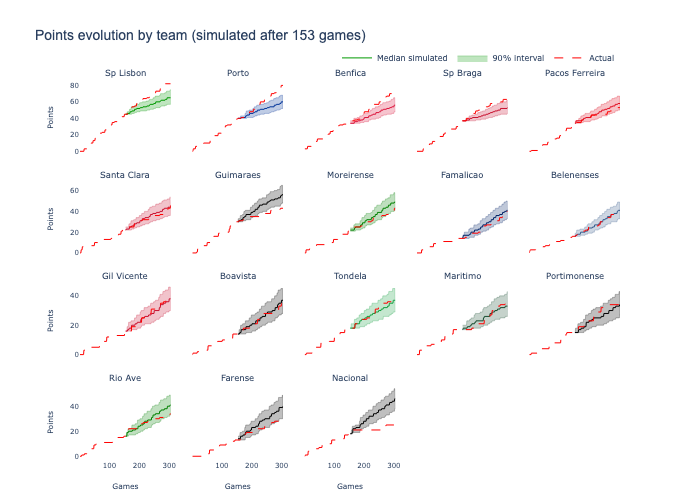 Points evolution by team (simulated after 153 games)
Median simulated 90% interval Actual
Sp Lisbon Porto Benfica Sp Braga Pacos Ferreira
Points
80
60
40
20
0
Santa Clara Guimaraes Moreirense Famalicao Belenenses
Points
60
40
20
0
Gil Vicente Boavista Tondela Maritimo Portimonense
Points
40
20
0
Rio Ave Farense Nacional
Points
40
20
0
100 200 300 100 200 300 100 200 300
Games Games Games